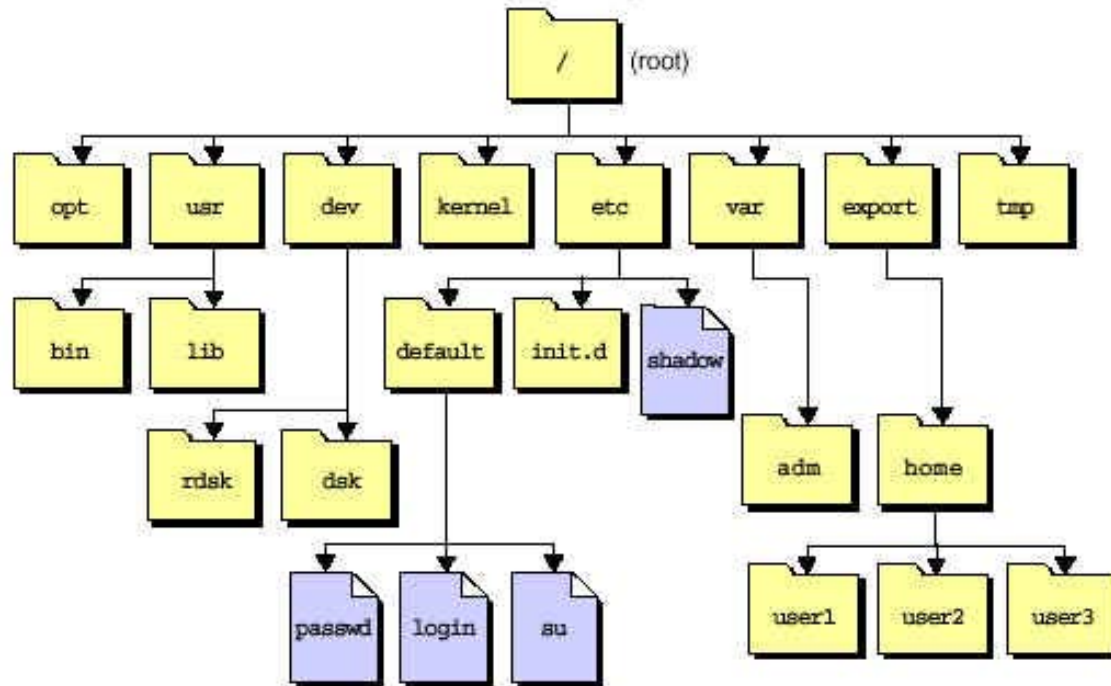 / (root)
opt usr dev kernel etc var export tmp
bin lib default init.d shadow
rdsk dsk adm home
passwd login su user1 user2 user3